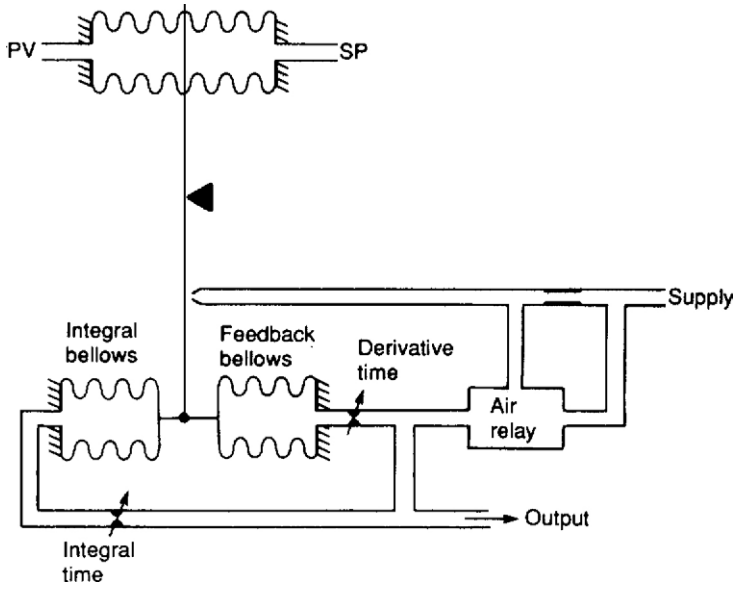 PV
SP
Supply
Integral
bellows
Feedback
bellows
Derivative
time
Air
relay
Output
Integral
time